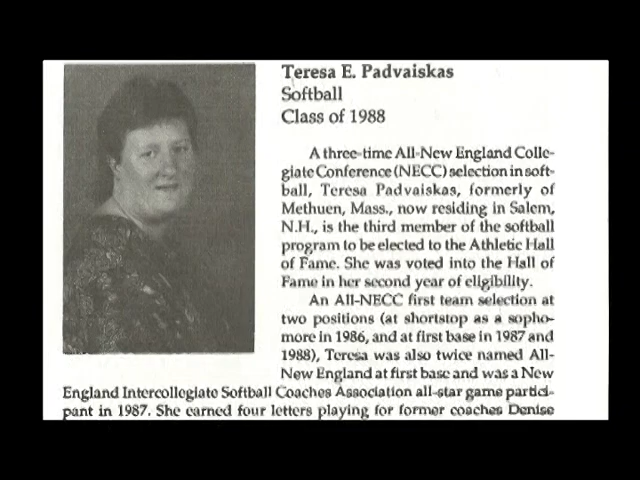 Teresa E. Padvaiskas
Softball
Class of 1988
A three-time All-New England Colle-
giate Conference (NECC) selection in soft-
ball, Teresa Padvaiskas, formerly of
Methuen, Mass., now residing in Salem,
N.H., is the third member of the softball
program to be elected to the Athletic Hall
of Fame. She was voted into the Hall of
Fame in her second year of eligibility.
An All-NECC first team selection at
two positions (at shortstop as a sopho-
more in 1986, and at first base in 1987 and
1988), Teresa was also twice named All-
New England at first base and was a New
England Intercollegiate Softball Coaches Association all-star game partici-
pant in 1987. She earned four letters playing for former coaches Denise